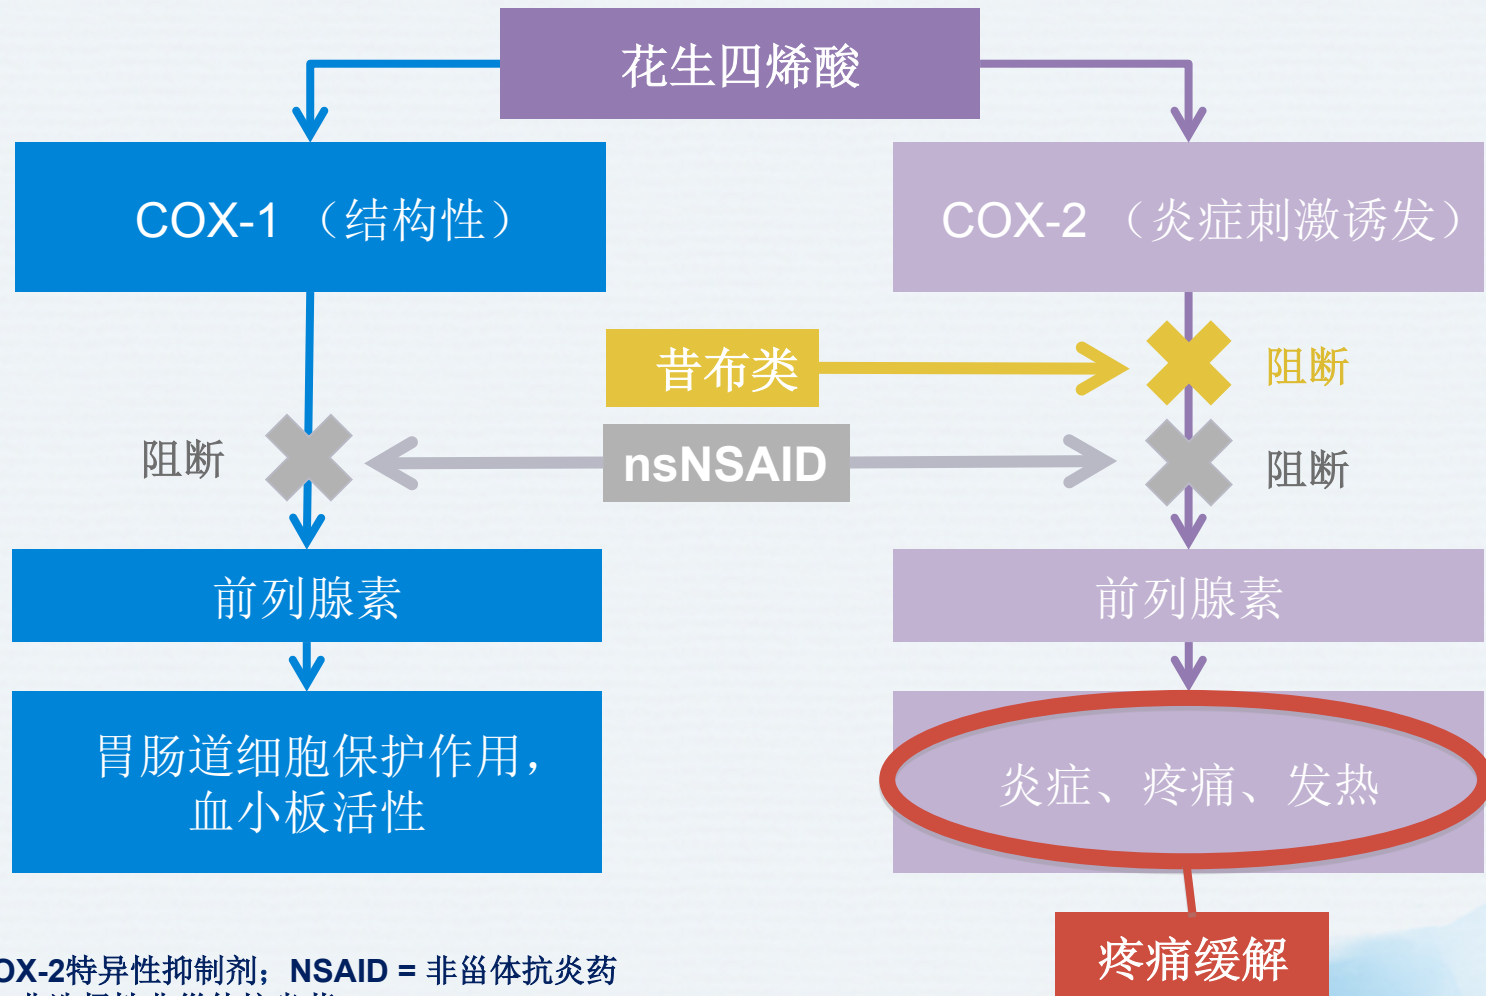 花生四烯酸
COX-1 （结构性）
COX-2 （炎症刺激诱发）
昔布类
阻断
阻断
nsNSAID
阻断
前列腺素
前列腺素
胃肠道细胞保护作用，
血小板活性
炎症、疼痛、发热
疼痛缓解
OX-2特异性抑制剂；NSAID = 非甾体抗炎药